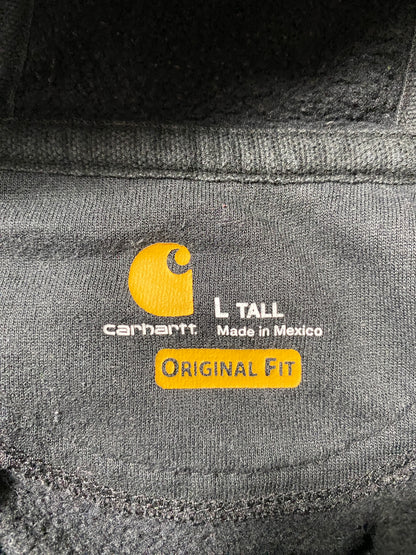 L TALL
carhartt.
Made in Mexico
ORIGINAL FIT